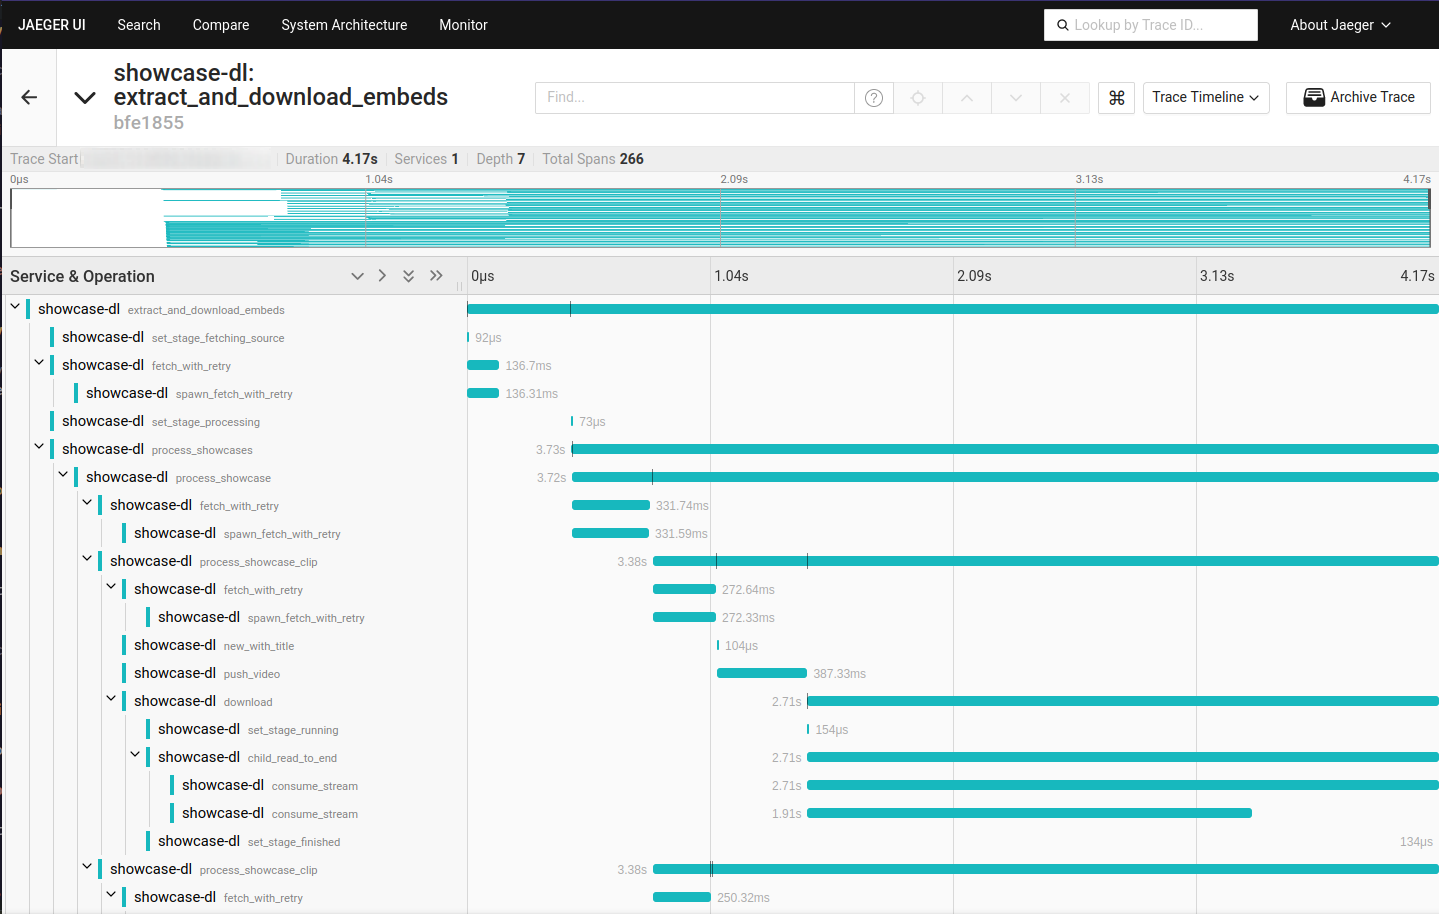 JAEGER UI Search Compare System Architecture Monitor Lookup by Trace ID... About Jaeger
showcase-dl:
extract_and_download_embeds
bfe1855
Find... ? ⌘ Trace Timeline Archive Trace
Trace Start Duration 4.17s Services 1 Depth 7 Total Spans 266
0μs 1.04s 2.09s 3.13s 4.17s
Service & Operation 0μs 1.04s 2.09s 3.13s 4.17s
showcase-dl extract_and_download_embeds
showcase-dl set_stage_fetching_source 92μs
showcase-dl fetch_with_retry 136.7ms
showcase-dl spawn_fetch_with_retry 136.31ms
showcase-dl set_stage_processing 73μs
showcase-dl process_showcases 3.73s
showcase-dl process_showcase 3.72s
showcase-dl fetch_with_retry 331.74ms
showcase-dl spawn_fetch_with_retry 331.59ms
showcase-dl process_showcase_clip 3.38s
showcase-dl fetch_with_retry 272.64ms
showcase-dl spawn_fetch_with_retry 272.33ms
showcase-dl new_with_title 104μs
showcase-dl push_video 387.33ms
showcase-dl download 2.71s
showcase-dl set_stage_running 154μs
showcase-dl child_read_to_end 2.71s
showcase-dl consume_stream 2.71s
showcase-dl consume_stream 1.91s
showcase-dl set_stage_finished 134μs
showcase-dl process_showcase_clip 3.38s
showcase-dl fetch_with_retry 250.32ms